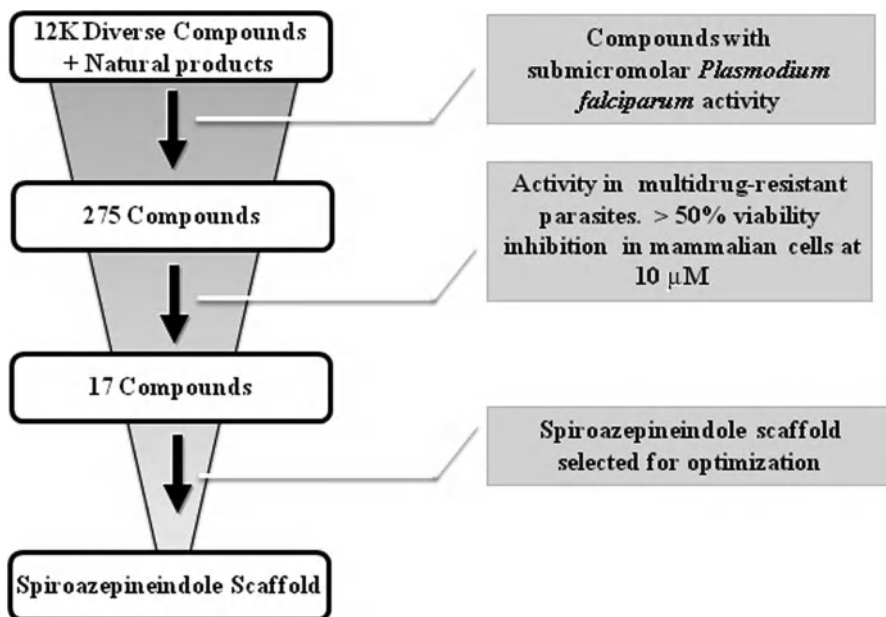 12K Diverse Compounds
+ Natural products
Compounds with
submicromolar Plasmodium
falciparum activity
275 Compounds
Activity in multidrug-resistant
parasites. > 50% viability
inhibition in mammalian cells at
10 μM
17 Compounds
Spiroazepineindole scaffold
selected for optimization
Spiroazepineindole Scaffold